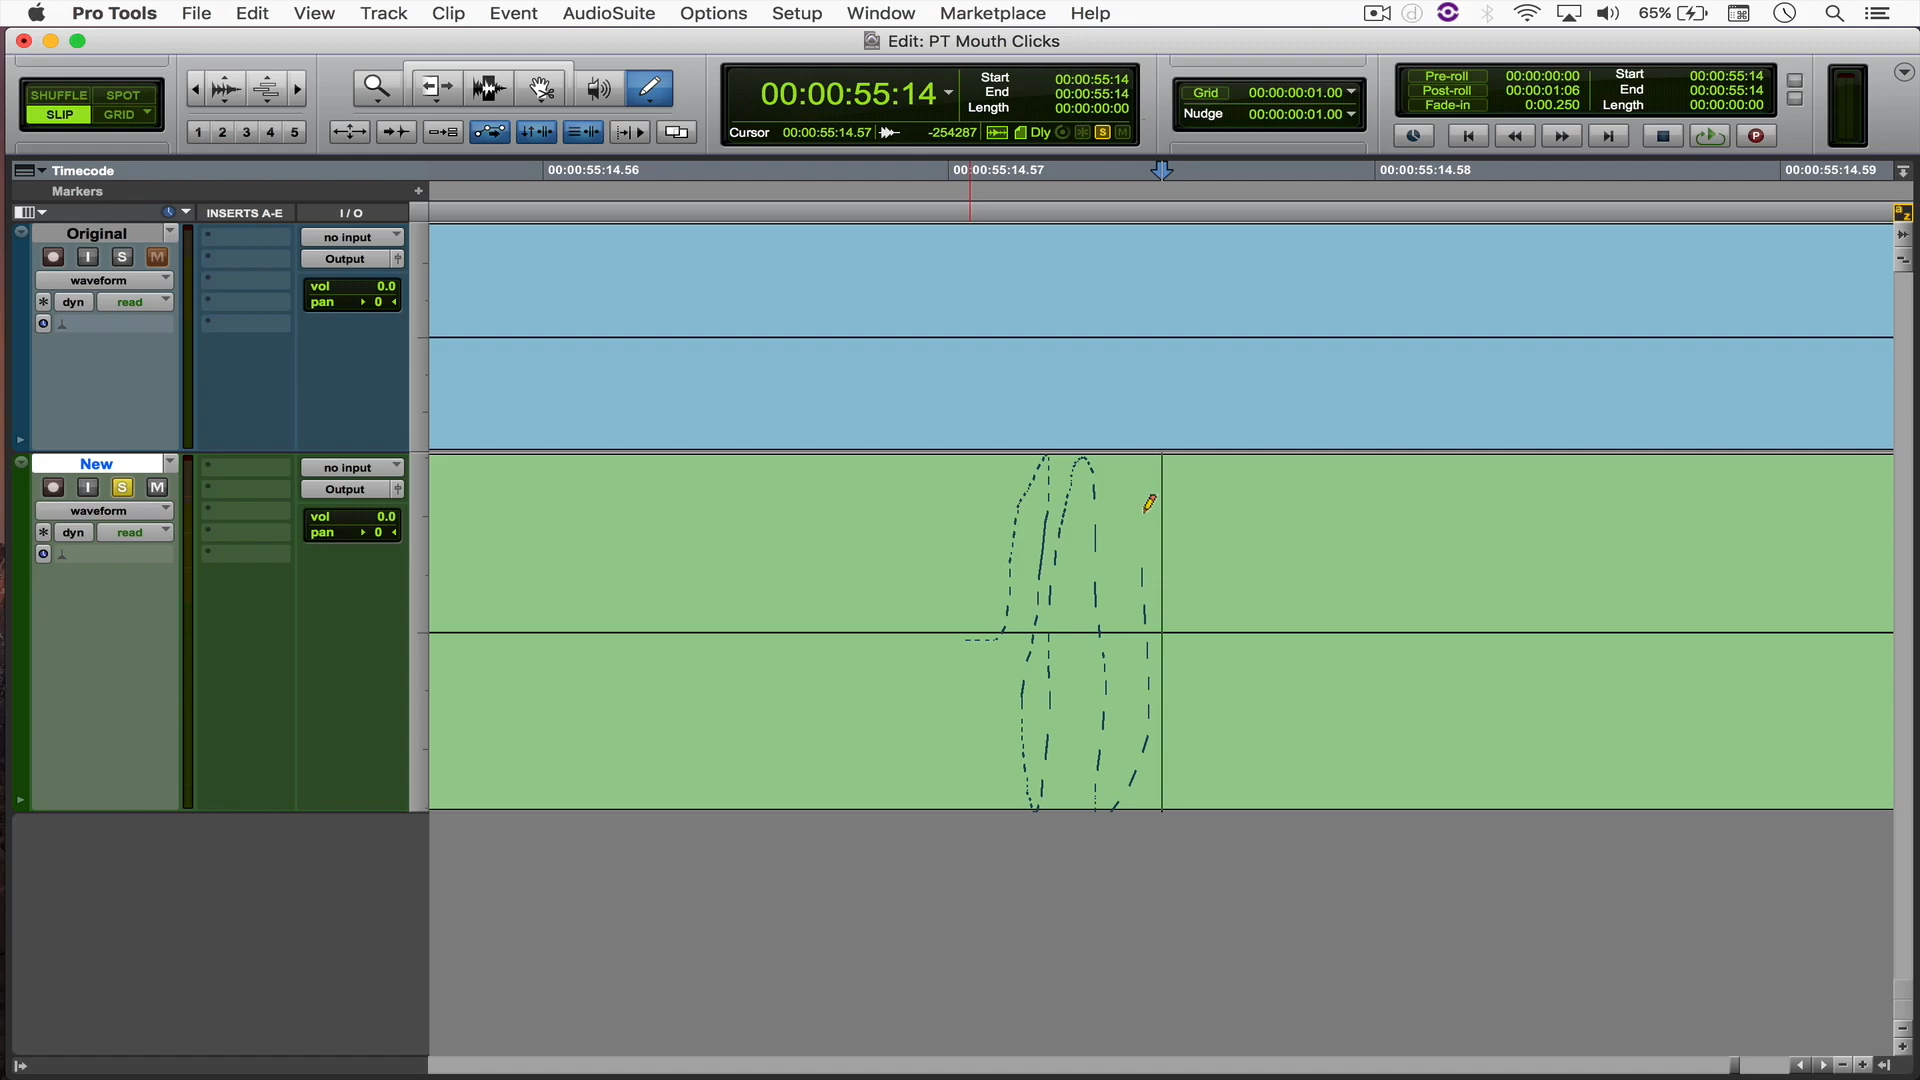 Pro Tools File Edit View Track Clip Event AudioSuite Options Setup Window Marketplace Help 65%
Edit: PT Mouth Clicks
SHUFFLE SPOT
SLIP GRID
1 2 3 4 5
00:00:55:14
Start 00:00:55:14
End 00:00:55:14
Length 00:00:00:00
Cursor 00:00:55:14.57 -254287 Dly S M
Grid 00:00:00:01.00
Nudge 00:00:00:01.00
Pre-roll 00:00:00:00 Start 00:00:55:14
Post-roll 00:00:01:06 End 00:00:55:14
Fade-in 0:00.250 Length 00:00:00:00
P
Timecode 00:00:55:14.56 00:00:55:14.57 00:00:55:14.58 00:00:55:14.59
Markers +
INSERTS A-E I / O
a z
Original no input
I S M Output
waveform vol 0.0
dyn read pan 0
New no input
I S M Output
waveform vol 0.0
dyn read pan 0